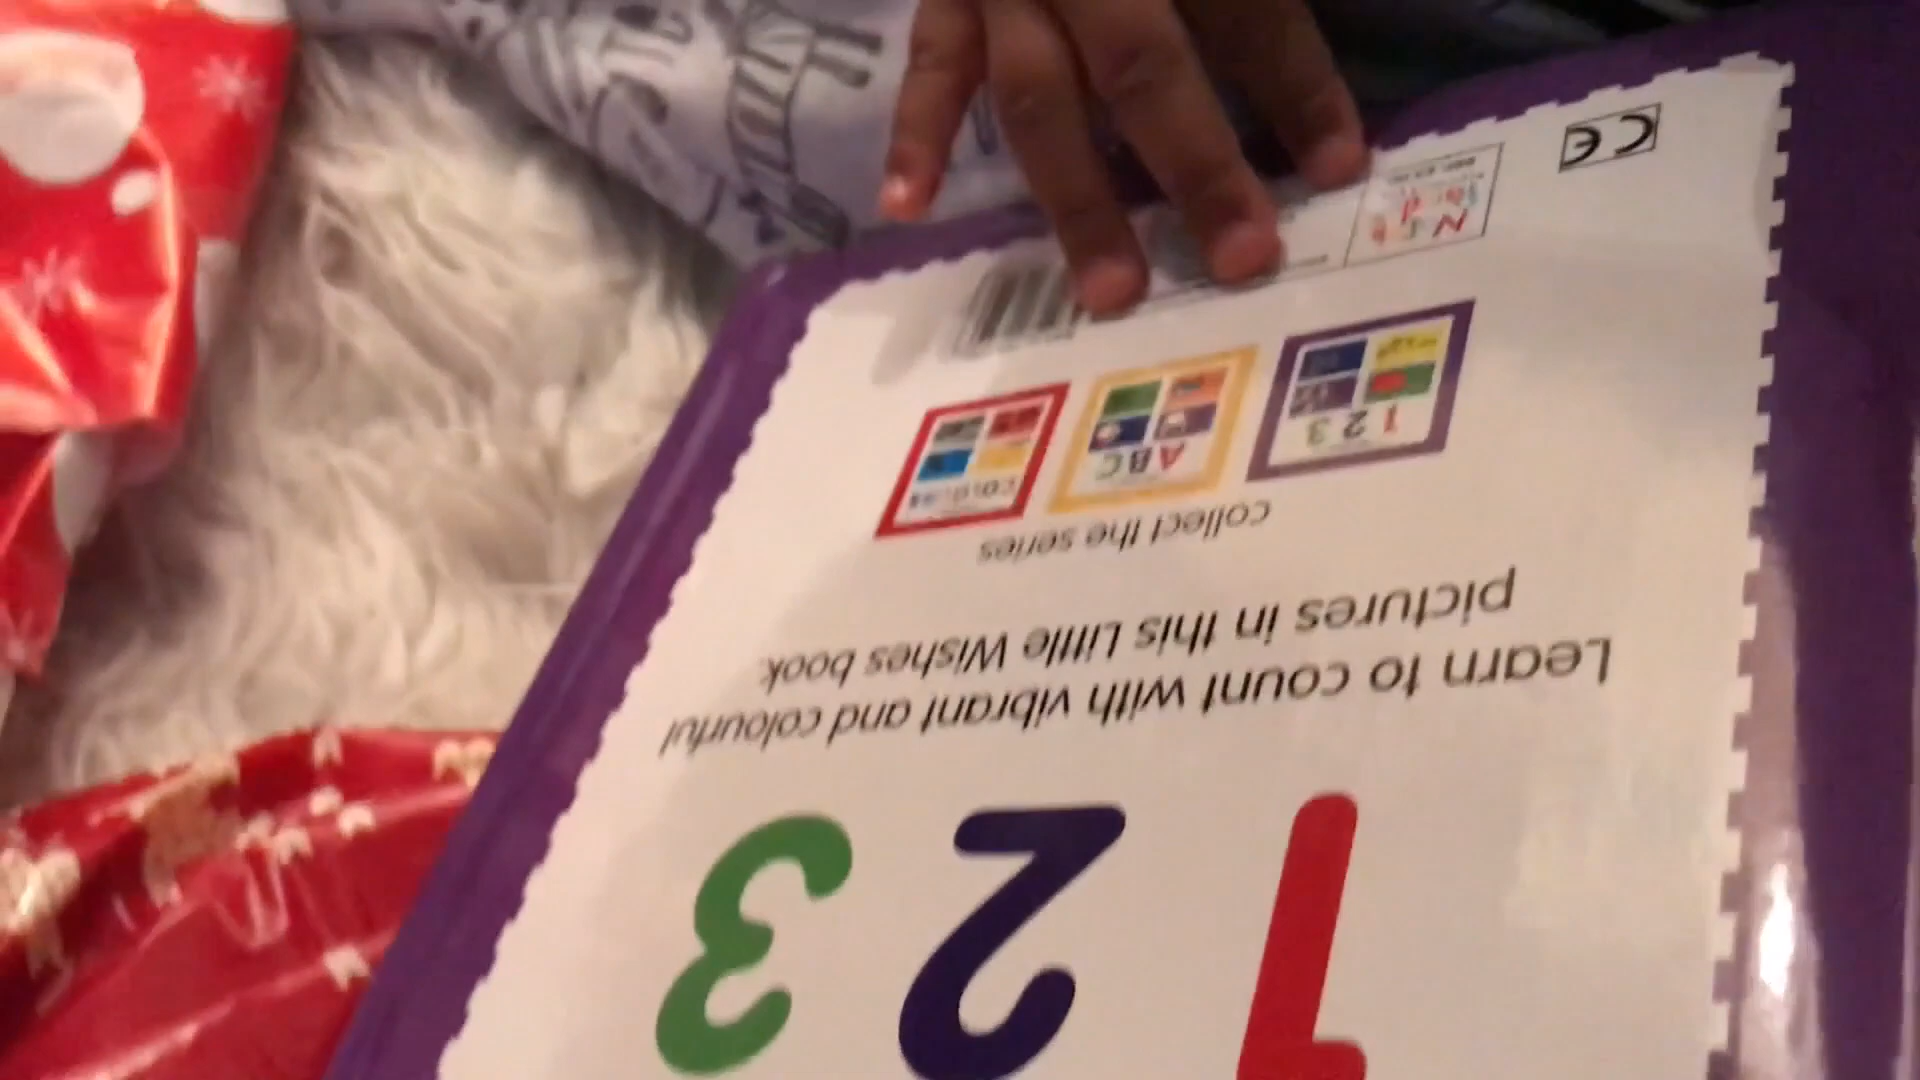 1 2 3
Learn to count with vibrant and colourful
pictures in this Little Wishes book.
collect the series
1 2 3
ABC
COLOURS
CE